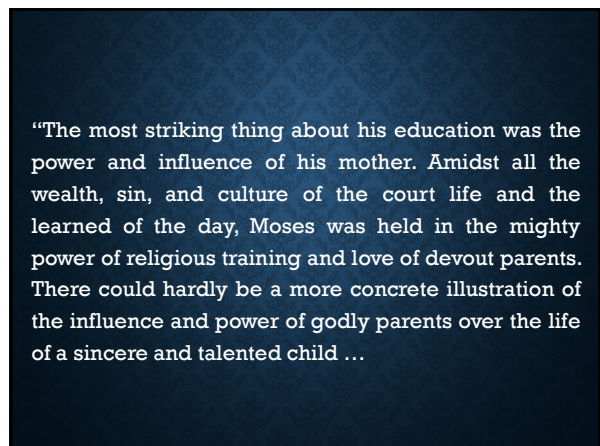 “The most striking thing about his education was the
power and influence of his mother. Amidst all the
wealth, sin, and culture of the court life and the
learned of the day, Moses was held in the mighty
power of religious training and love of devout parents.
There could hardly be a more concrete illustration of
the influence and power of godly parents over the life
of a sincere and talented child …